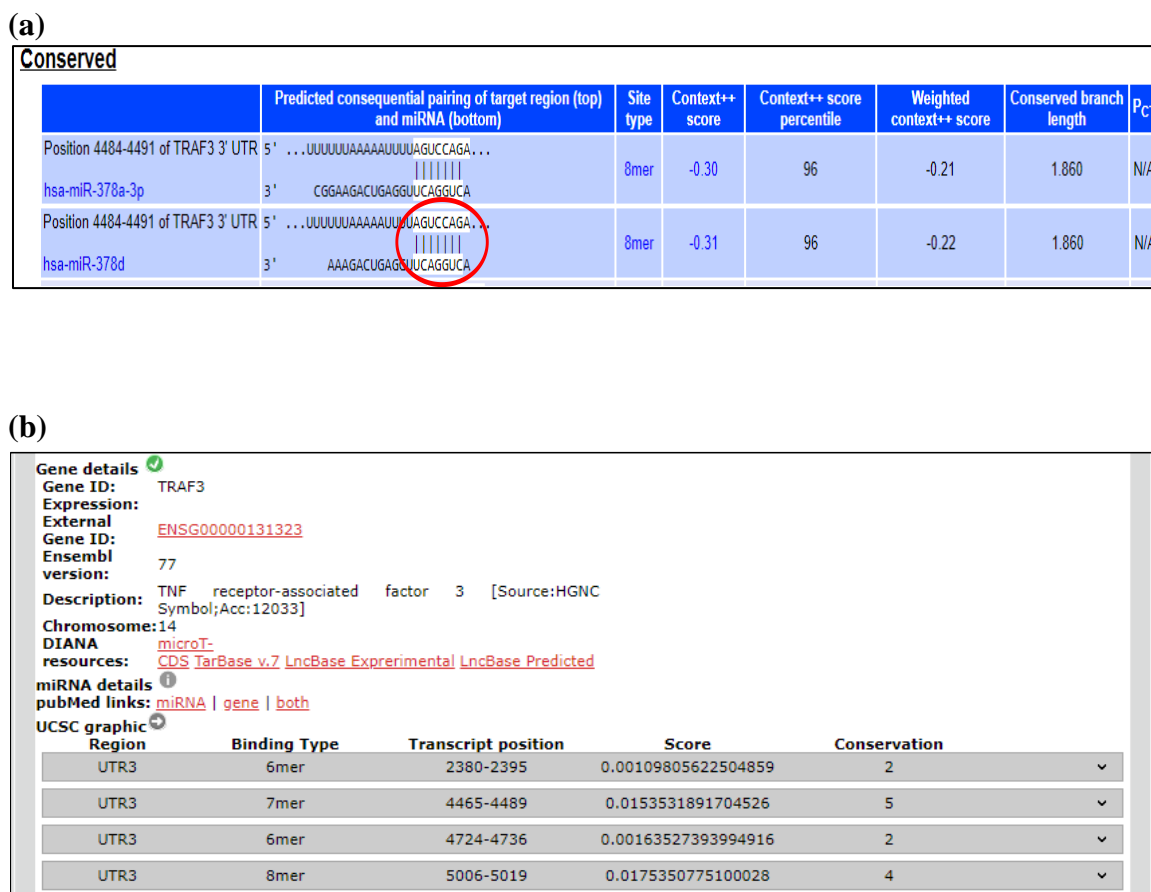 (a)
Conserved
Predicted consequential pairing of target region (top) and miRNA (bottom) Site type Context++ score Context++ score percentile Weighted context++ score Conserved branch length
Position 4484-4491 of TRAF3 3' UTR 5' ...UUUUUUAAAAAUUUUAGUCCAGA...
hsa-miR-378a-3p 3' CGGAAGACUGAGGUUCAGGUCA 8mer -0.30 96 -0.21 1.860 N/A
Position 4484-4491 of TRAF3 3' UTR 5' ...UUUUUUAAAAAUUUUAGUCCAGA...
hsa-miR-378d 3' AAAGACUGAGGUUCAGGUCA 8mer -0.31 96 -0.22 1.860 N/A
(b)
Gene details
Gene ID: TRAF3
Expression:
External Gene ID: ENSG00000131323
Ensembl version: 77
Description: TNF receptor-associated factor 3 [Source:HGNC Symbol;Acc:12033]
Chromosome: 14
DIANA resources: microT-CDS TarBase v.7 LncBase Exprerimental LncBase Predicted
miRNA details
pubMed links: miRNA | gene | both
UCSC graphic
Region Binding Type Transcript position Score Conservation
UTR3 6mer 2380-2395 0.00109805622504859 2
UTR3 7mer 4465-4489 0.0153531891704526 5
UTR3 6mer 4724-4736 0.00163527393994916 2
UTR3 8mer 5006-5019 0.0175350775100028 4